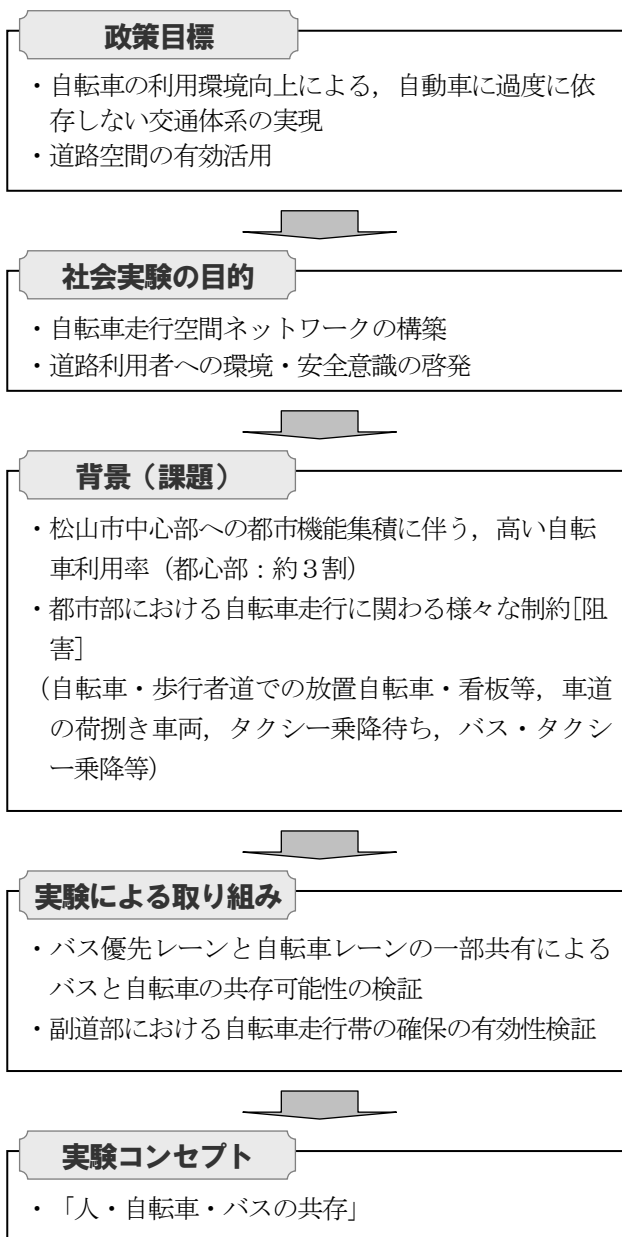 政策目標
・自転車の利用環境向上による，自動車に過度に依
存しない交通体系の実現
・道路空間の有効活用
社会実験の目的
・自転車走行空間ネットワークの構築
・道路利用者への環境・安全意識の啓発
背景（課題）
・松山市中心部への都市機能集積に伴う，高い自転
車利用率（都心部：約３割）
・都市部における自転車走行に関わる様々な制約[阻
害]
（自転車・歩行者道での放置自転車・看板等，車道
の荷捌き車両，タクシー乗降待ち，バス・タクシ
ー乗降等）
実験による取り組み
・バス優先レーンと自転車レーンの一部共有による
バスと自転車の共存可能性の検証
・副道部における自転車走行帯の確保の有効性検証
実験コンセプト
・「人・自転車・バスの共存」